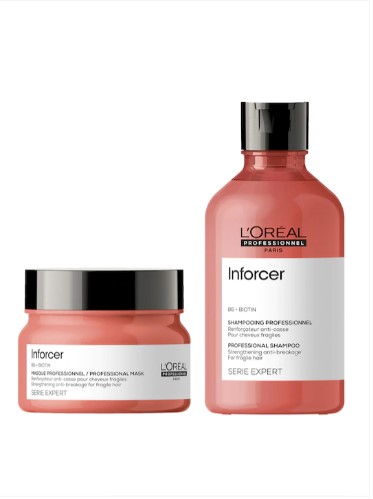 L'ORÉAL
PROFESSIONNEL
PARIS
Inforcer
B6 + BIOTIN
SHAMPOOING PROFESSIONNEL
Renforçateur anti-casse
Pour cheveux fragiles
PROFESSIONAL SHAMPOO
Strengthening anti-breakage
For fragile hair
SERIE EXPERT
Inforcer
B6 + BIOTIN
MASQUE PROFESSIONNEL / PROFESSIONAL MASK
Renforçateur anti-casse pour cheveux fragiles
Strengthening anti-breakage for fragile hair
SERIE EXPERT
L'ORÉAL
PROFESSIONNEL
PARIS